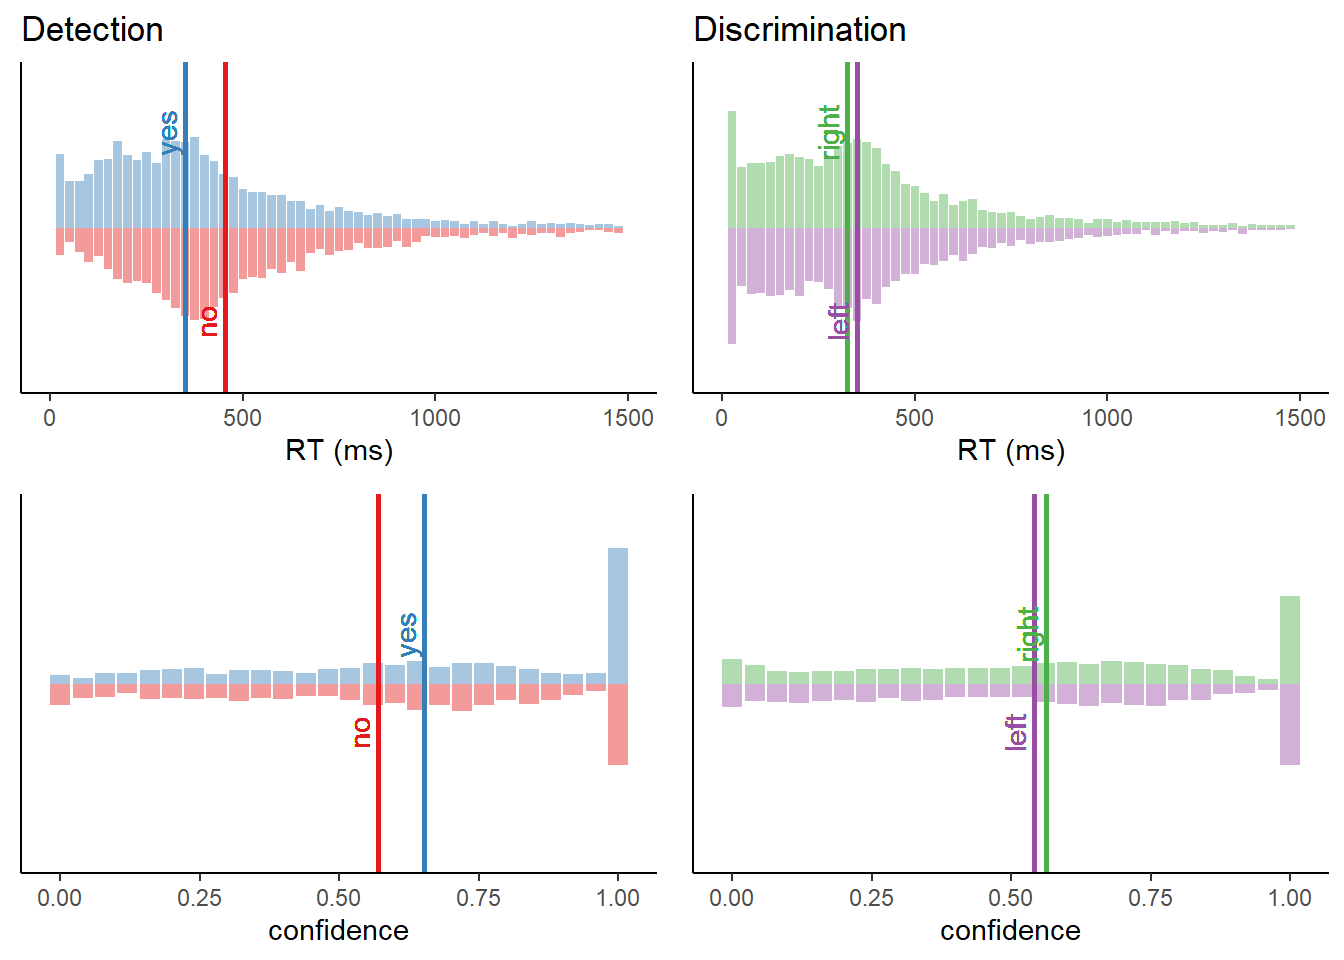 Detection
yes
no
0 500 1000 1500
RT (ms)
Discrimination
right
left
0 500 1000 1500
RT (ms)
yes
no
0.00 0.25 0.50 0.75 1.00
confidence
right
left
0.00 0.25 0.50 0.75 1.00
confidence